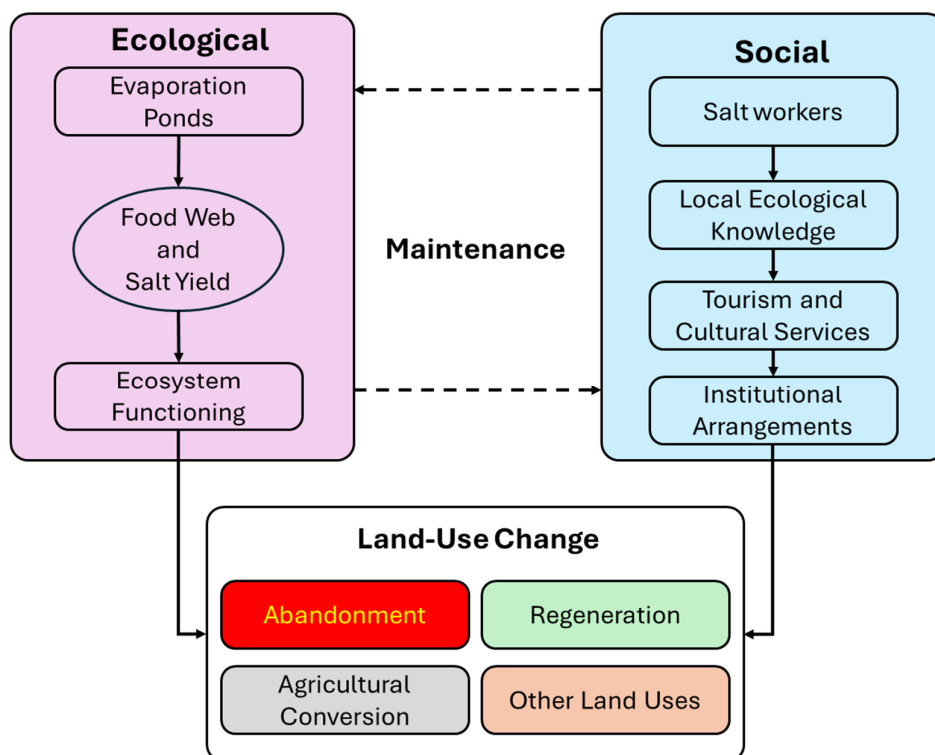 Ecological
Evaporation
Ponds
Food Web
and
Salt Yield
Ecosystem
Functioning
Maintenance
Social
Salt workers
Local Ecological
Knowledge
Tourism and
Cultural Services
Institutional
Arrangements
Land-Use Change
Abandonment
Regeneration
Agricultural
Conversion
Other Land Uses